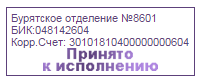 Бурятское отделение №8601
БИК:048142604
Корр.Счет: 30101810400000000604
Принято
к исполнению